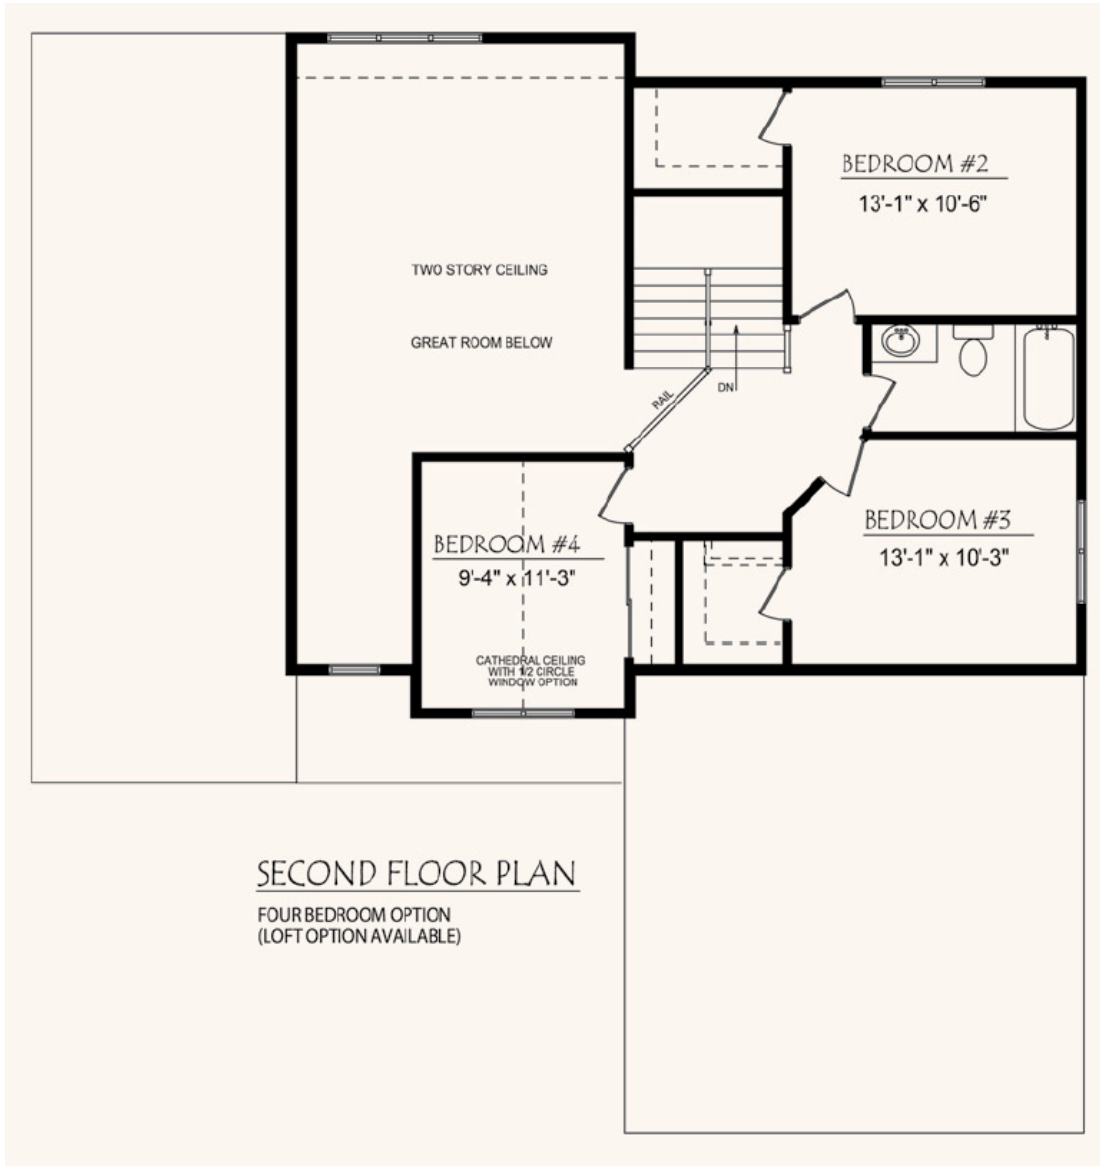 BEDROOM #2
13'-1" x 10'-6"
TWO STORY CEILING
GREAT ROOM BELOW
DN
RAIL
BEDROOM #3
13'-1" x 10'-3"
BEDROOM #4
9'-4" x 11'-3"
CATHEDRAL CEILING
WITH 1/2 CIRCLE
WINDOW OPTION
SECOND FLOOR PLAN
FOUR BEDROOM OPTION
(LOFT OPTION AVAILABLE)